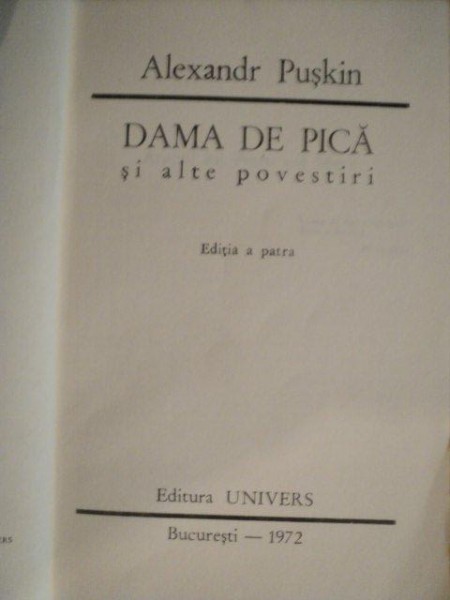 Alexandr Pușkin
DAMA DE PICĂ
și alte povestiri
Ediția a patra
Editura UNIVERS
București — 1972